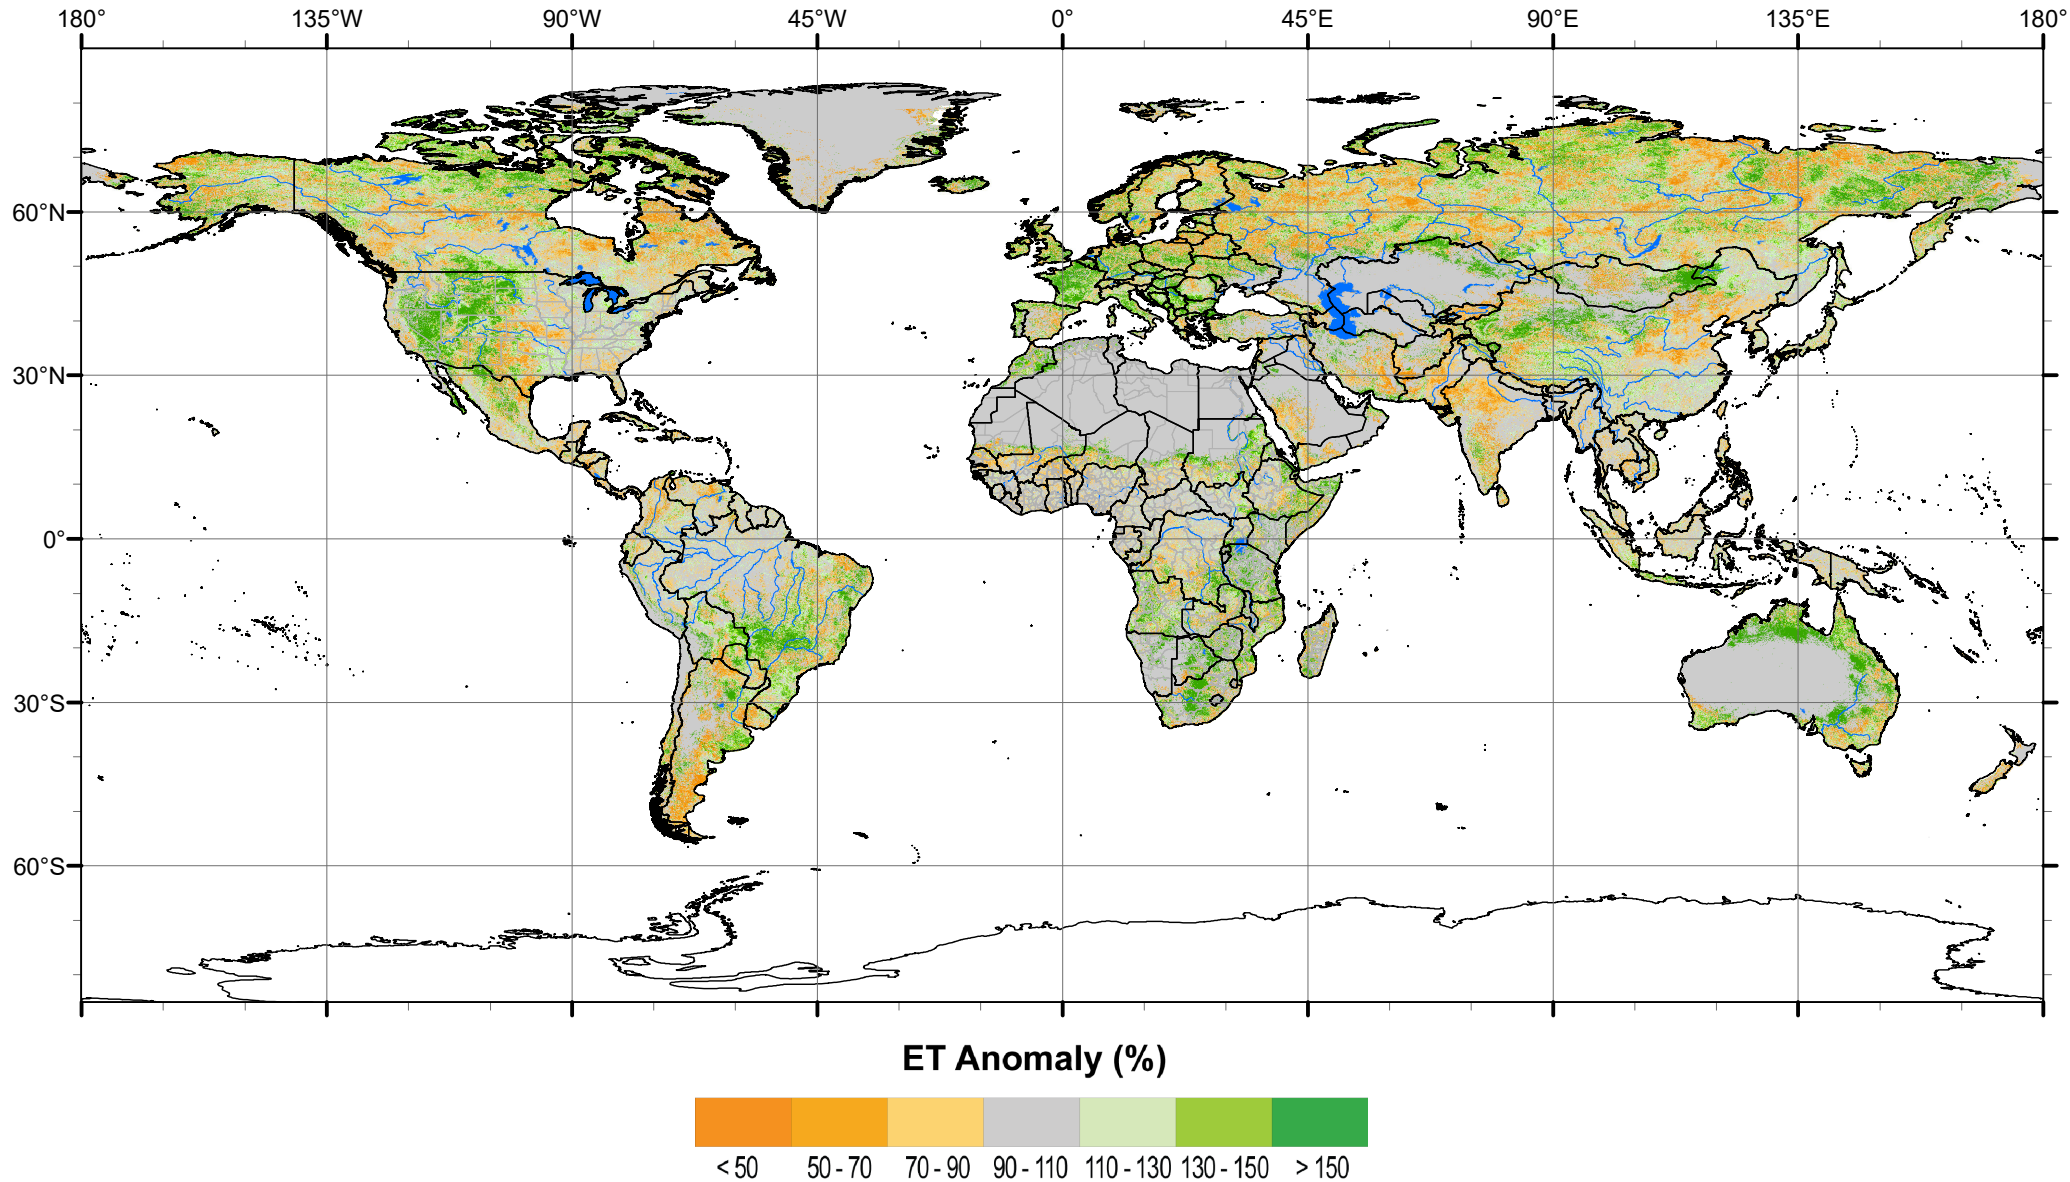 180° 135°W 90°W 45°W 0° 45°E 90°E 135°E 180°
60°N
30°N
0°
30°S
60°S
ET Anomaly (%)
< 50 50 - 70 70 - 90 90 - 110 110 - 130 130 - 150 > 150